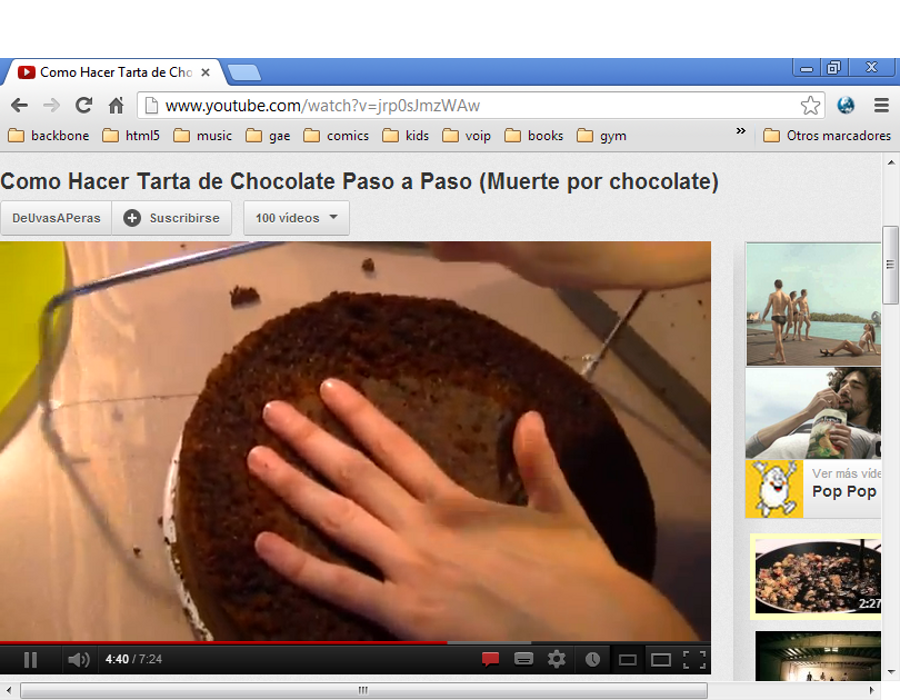 Como Hacer Tarta de Cho
www.youtube.com/watch?v=jrp0sJmzWAw
backbone html5 music gae comics kids voip books gym » Otros marcadores
Como Hacer Tarta de Chocolate Paso a Paso (Muerte por chocolate)
DeUvasAPeras Suscribirse 100 vídeos
Ver más víde
Pop Pop
2:27
4:40 / 7:24